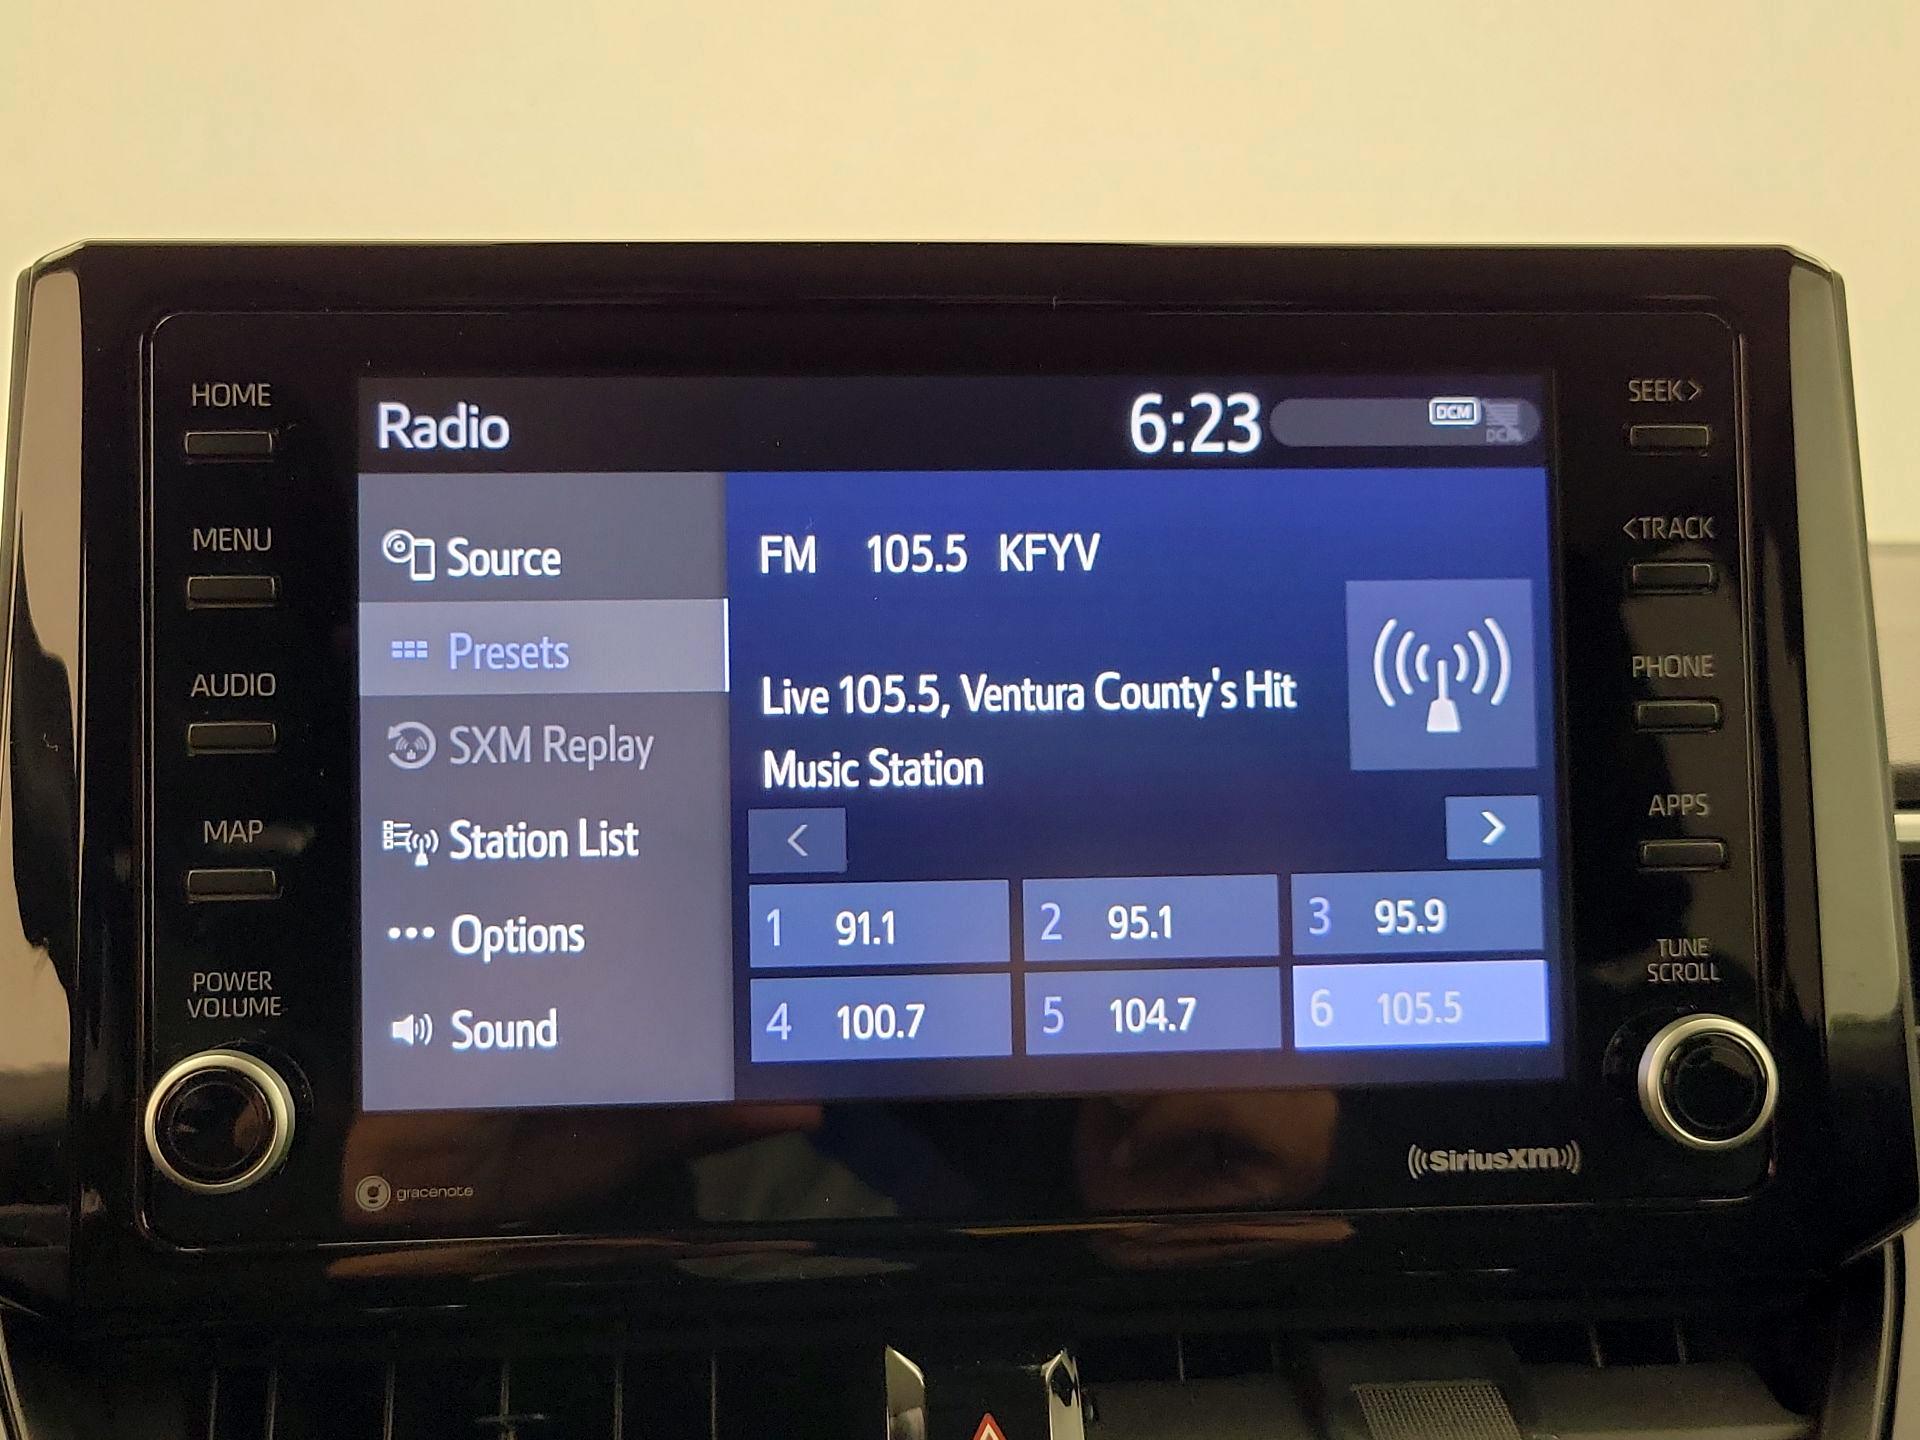 HOME
MENU
AUDIO
MAP
POWER
VOLUME
Radio
6:23
DCM
Source
Presets
SXM Replay
Station List
Options
Sound
FM 105.5 KFYV
Live 105.5, Ventura County's Hit
Music Station
<
>
1 91.1
2 95.1
3 95.9
4 100.7
5 104.7
6 105.5
SEEK>
<TRACK
PHONE
APPS
TUNE
SCROLL
gracenote
SiriusXM